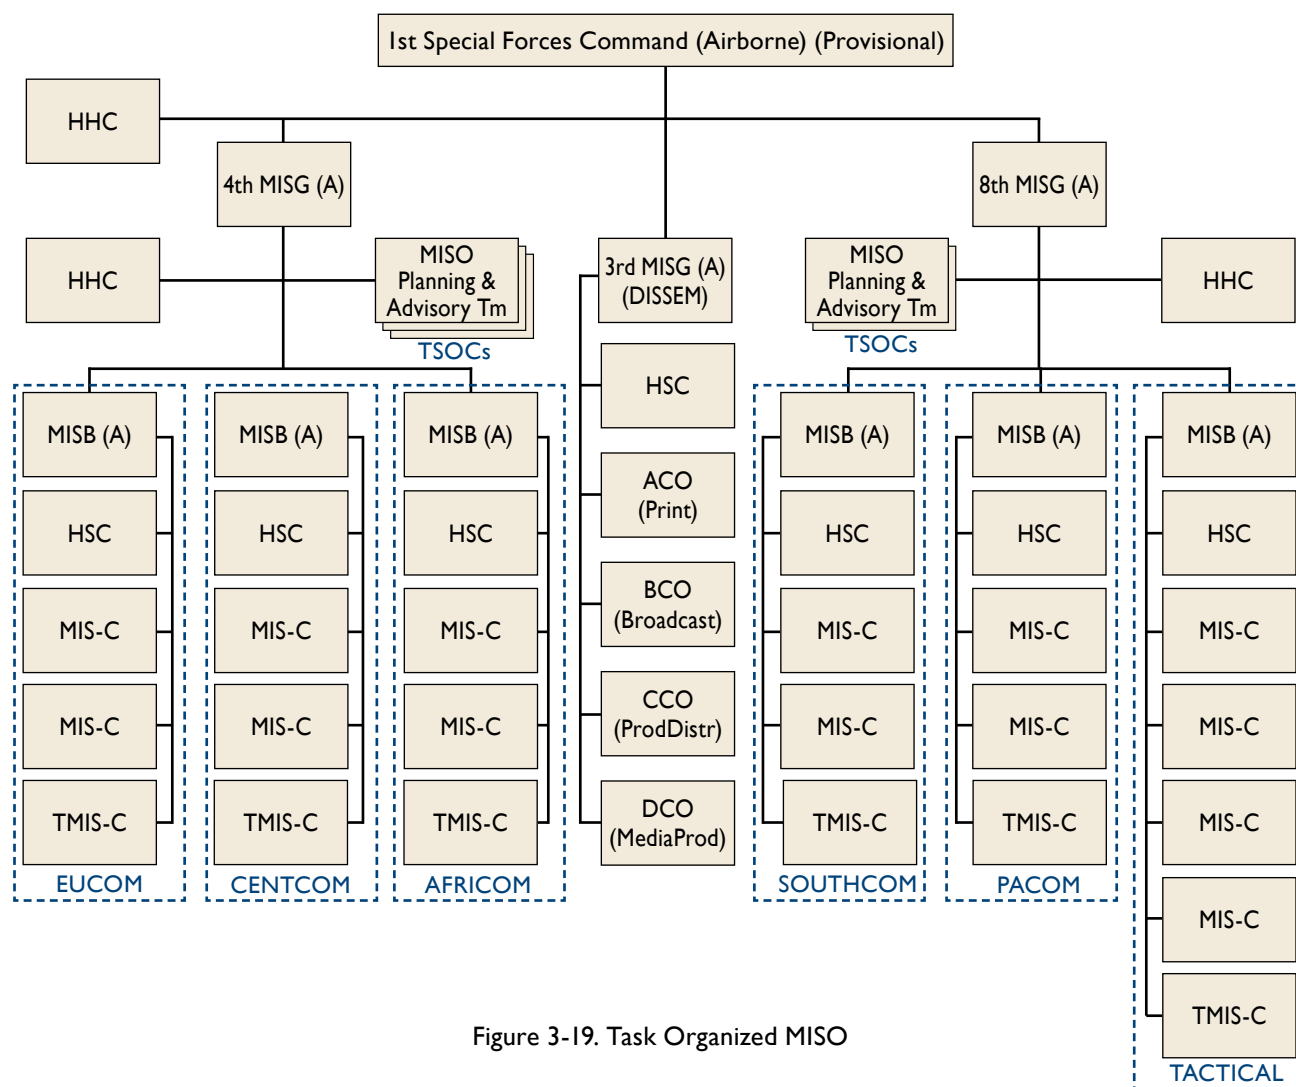 1st Special Forces Command (Airborne) (Provisional)
HHC
4th MISG (A)
8th MISG (A)
HHC
MISO
Planning &
Advisory Tm
TSOCs
3rd MISG (A)
(DISSEM)
MISO
Planning &
Advisory Tm
TSOCs
HHC
MISB (A)
HSC
MIS-C
MIS-C
TMIS-C
EUCOM
MISB (A)
HSC
MIS-C
MIS-C
TMIS-C
CENTCOM
MISB (A)
HSC
MIS-C
MIS-C
TMIS-C
AFRICOM
HSC
ACO
(Print)
BCO
(Broadcast)
CCO
(ProdDistr)
DCO
(MediaProd)
MISB (A)
HSC
MIS-C
MIS-C
TMIS-C
SOUTHCOM
MISB (A)
HSC
MIS-C
MIS-C
TMIS-C
PACOM
MISB (A)
HSC
MIS-C
MIS-C
MIS-C
MIS-C
TMIS-C
TACTICAL
Figure 3-19. Task Organized MISO